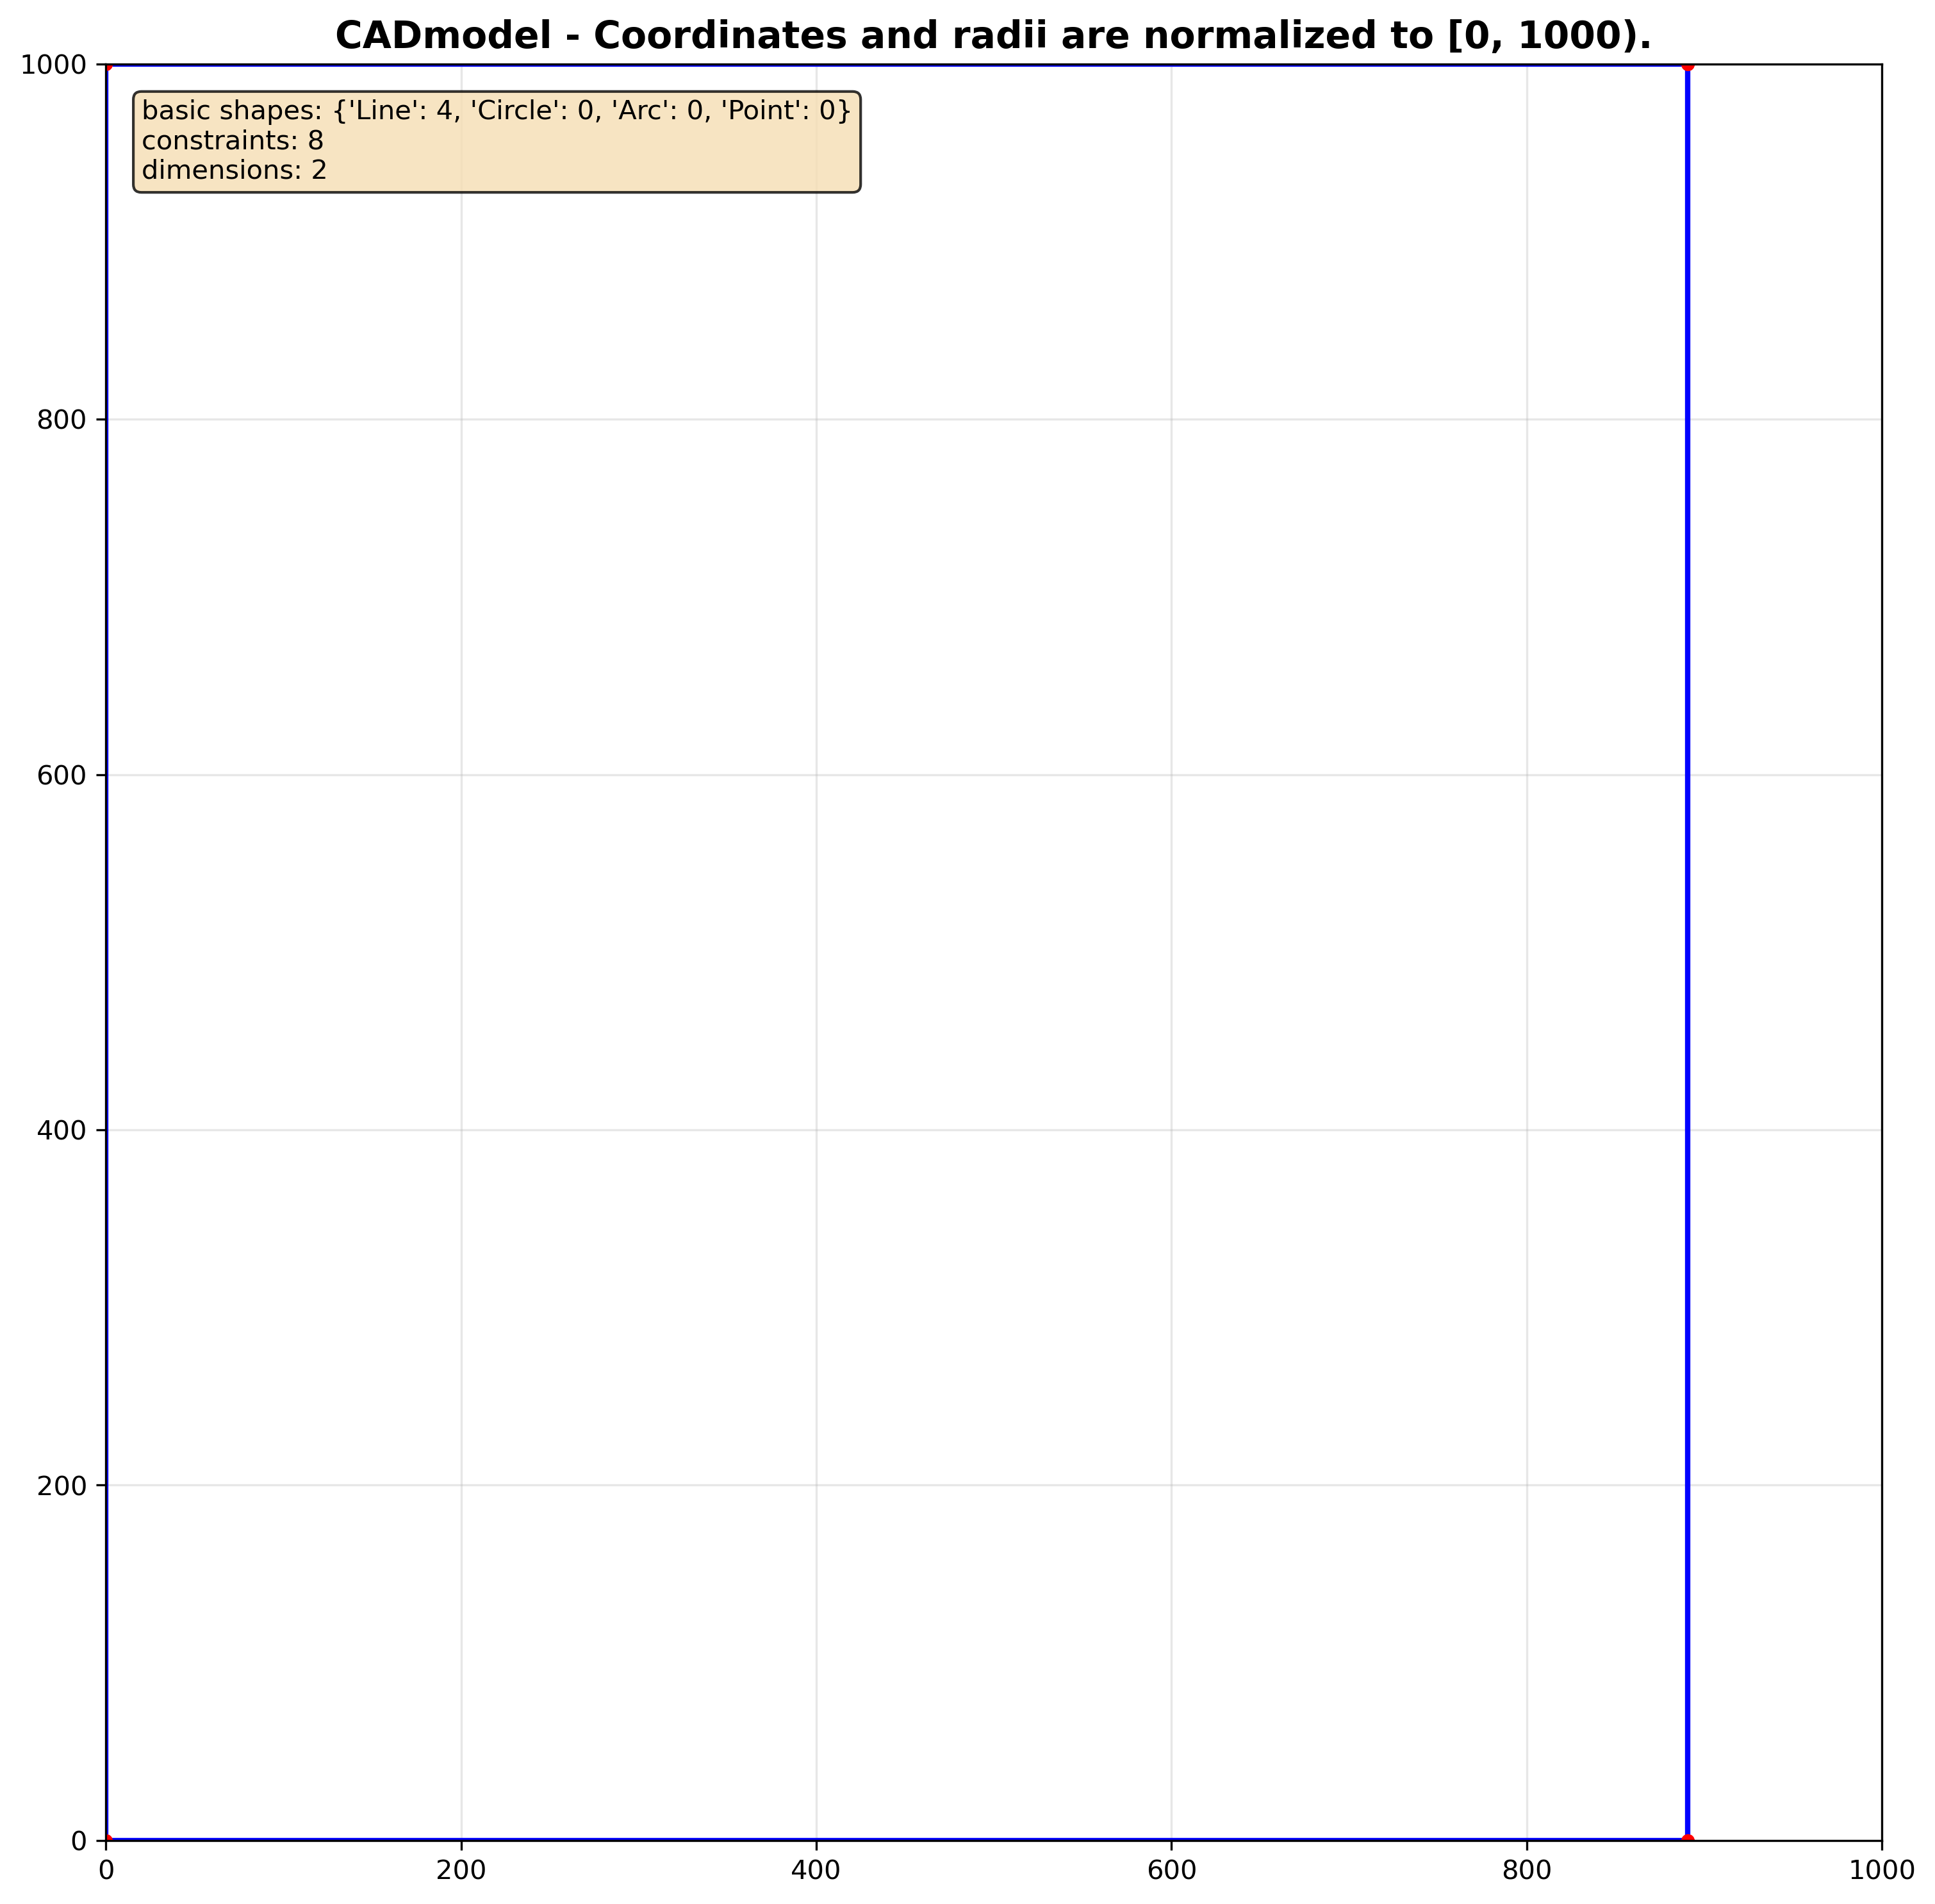 CADmodel - Coordinates and radii are normalized to [0, 1000).
1000
basic shapes: {'Line': 4, 'Circle': 0, 'Arc': 0, 'Point': 0}
constraints: 8
dimensions: 2
800
600
400
200
0
0 200 400 600 800 1000